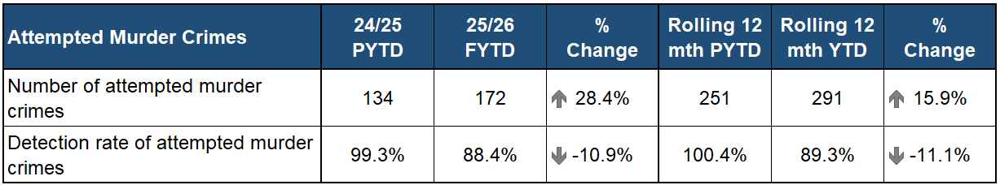 Attempted Murder Crimes 24/25 PYTD 25/26 FYTD % Change Rolling 12 mth PYTD Rolling 12 mth YTD % Change
Number of attempted murder crimes 134 172 28.4% 251 291 15.9%
Detection rate of attempted murder crimes 99.3% 88.4% -10.9% 100.4% 89.3% -11.1%